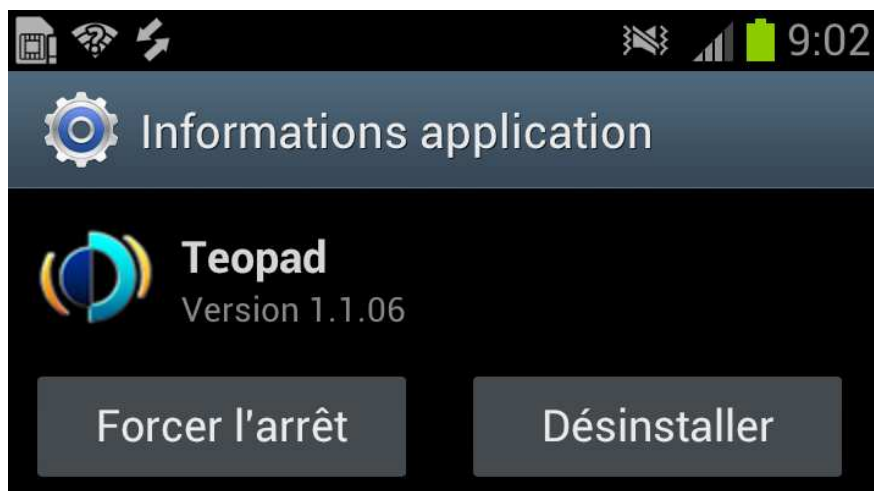 9:02
Informations application
Teopad
Version 1.1.06
Forcer l'arrêt
Désinstaller